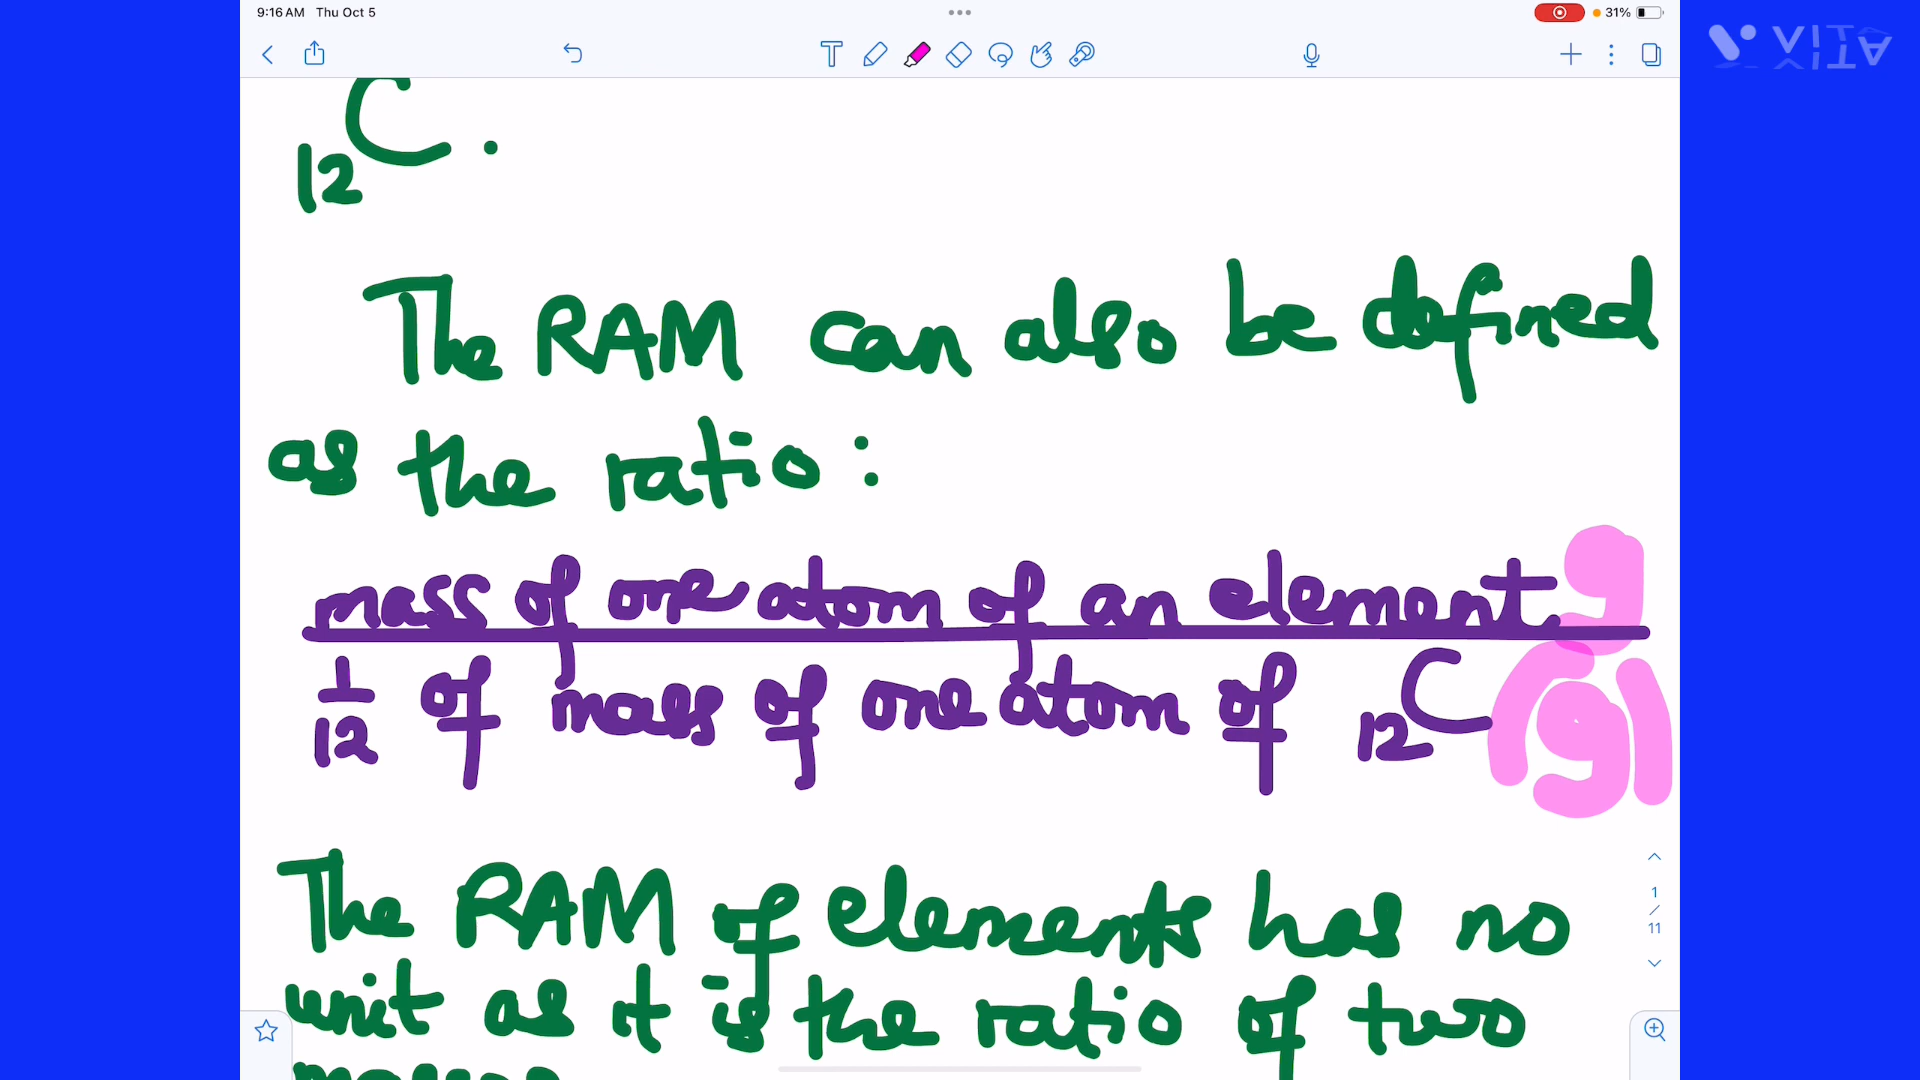 9:16 AM Thu Oct 5
31%
VITA
12C.
The RAM can also be defined
as the ratio:
mass of one atom of an element. g
1/12 of mass of one atom of 12C (g)
The RAM of elements has no
unit as it is the ratio of two
1
/
11